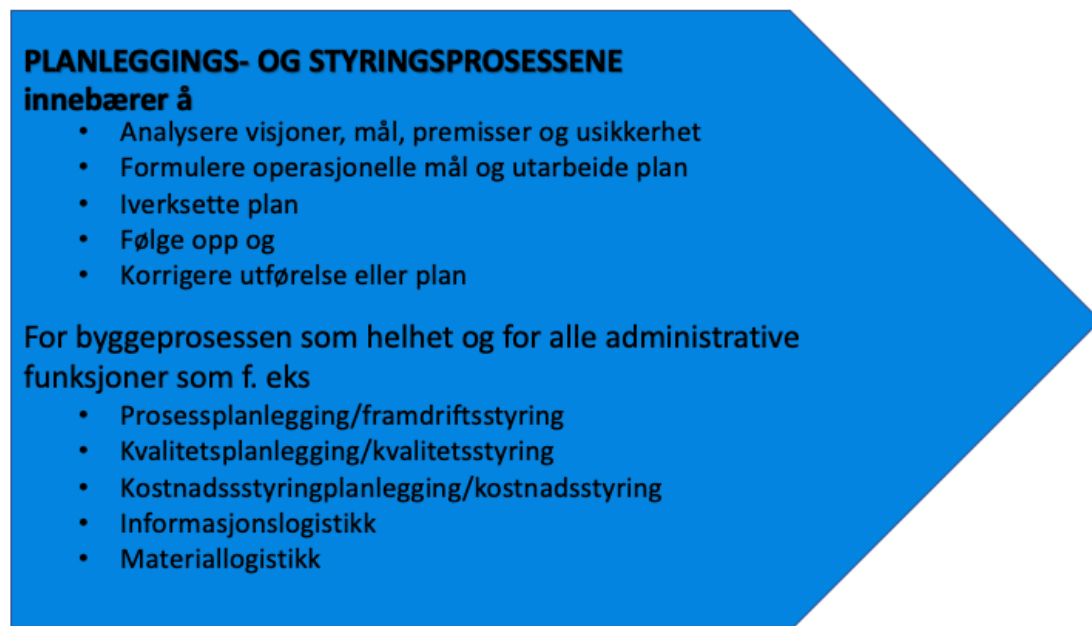 PLANLEGGINGS- OG STYRINGSPROSESSENE
innebærer å
• Analysere visjoner, mål, premisser og usikkerhet
• Formulere operasjonelle mål og utarbeide plan
• Iverksette plan
• Følge opp og
• Korrigere utførelse eller plan
For byggeprosessen som helhet og for alle administrative
funksjoner som f. eks
• Prosessplanlegging/framdriftsstyring
• Kvalitetsplanlegging/kvalitetsstyring
• Kostnadssstyringplanlegging/kostnadsstyring
• Informasjonslogistikk
• Materiallogistikk